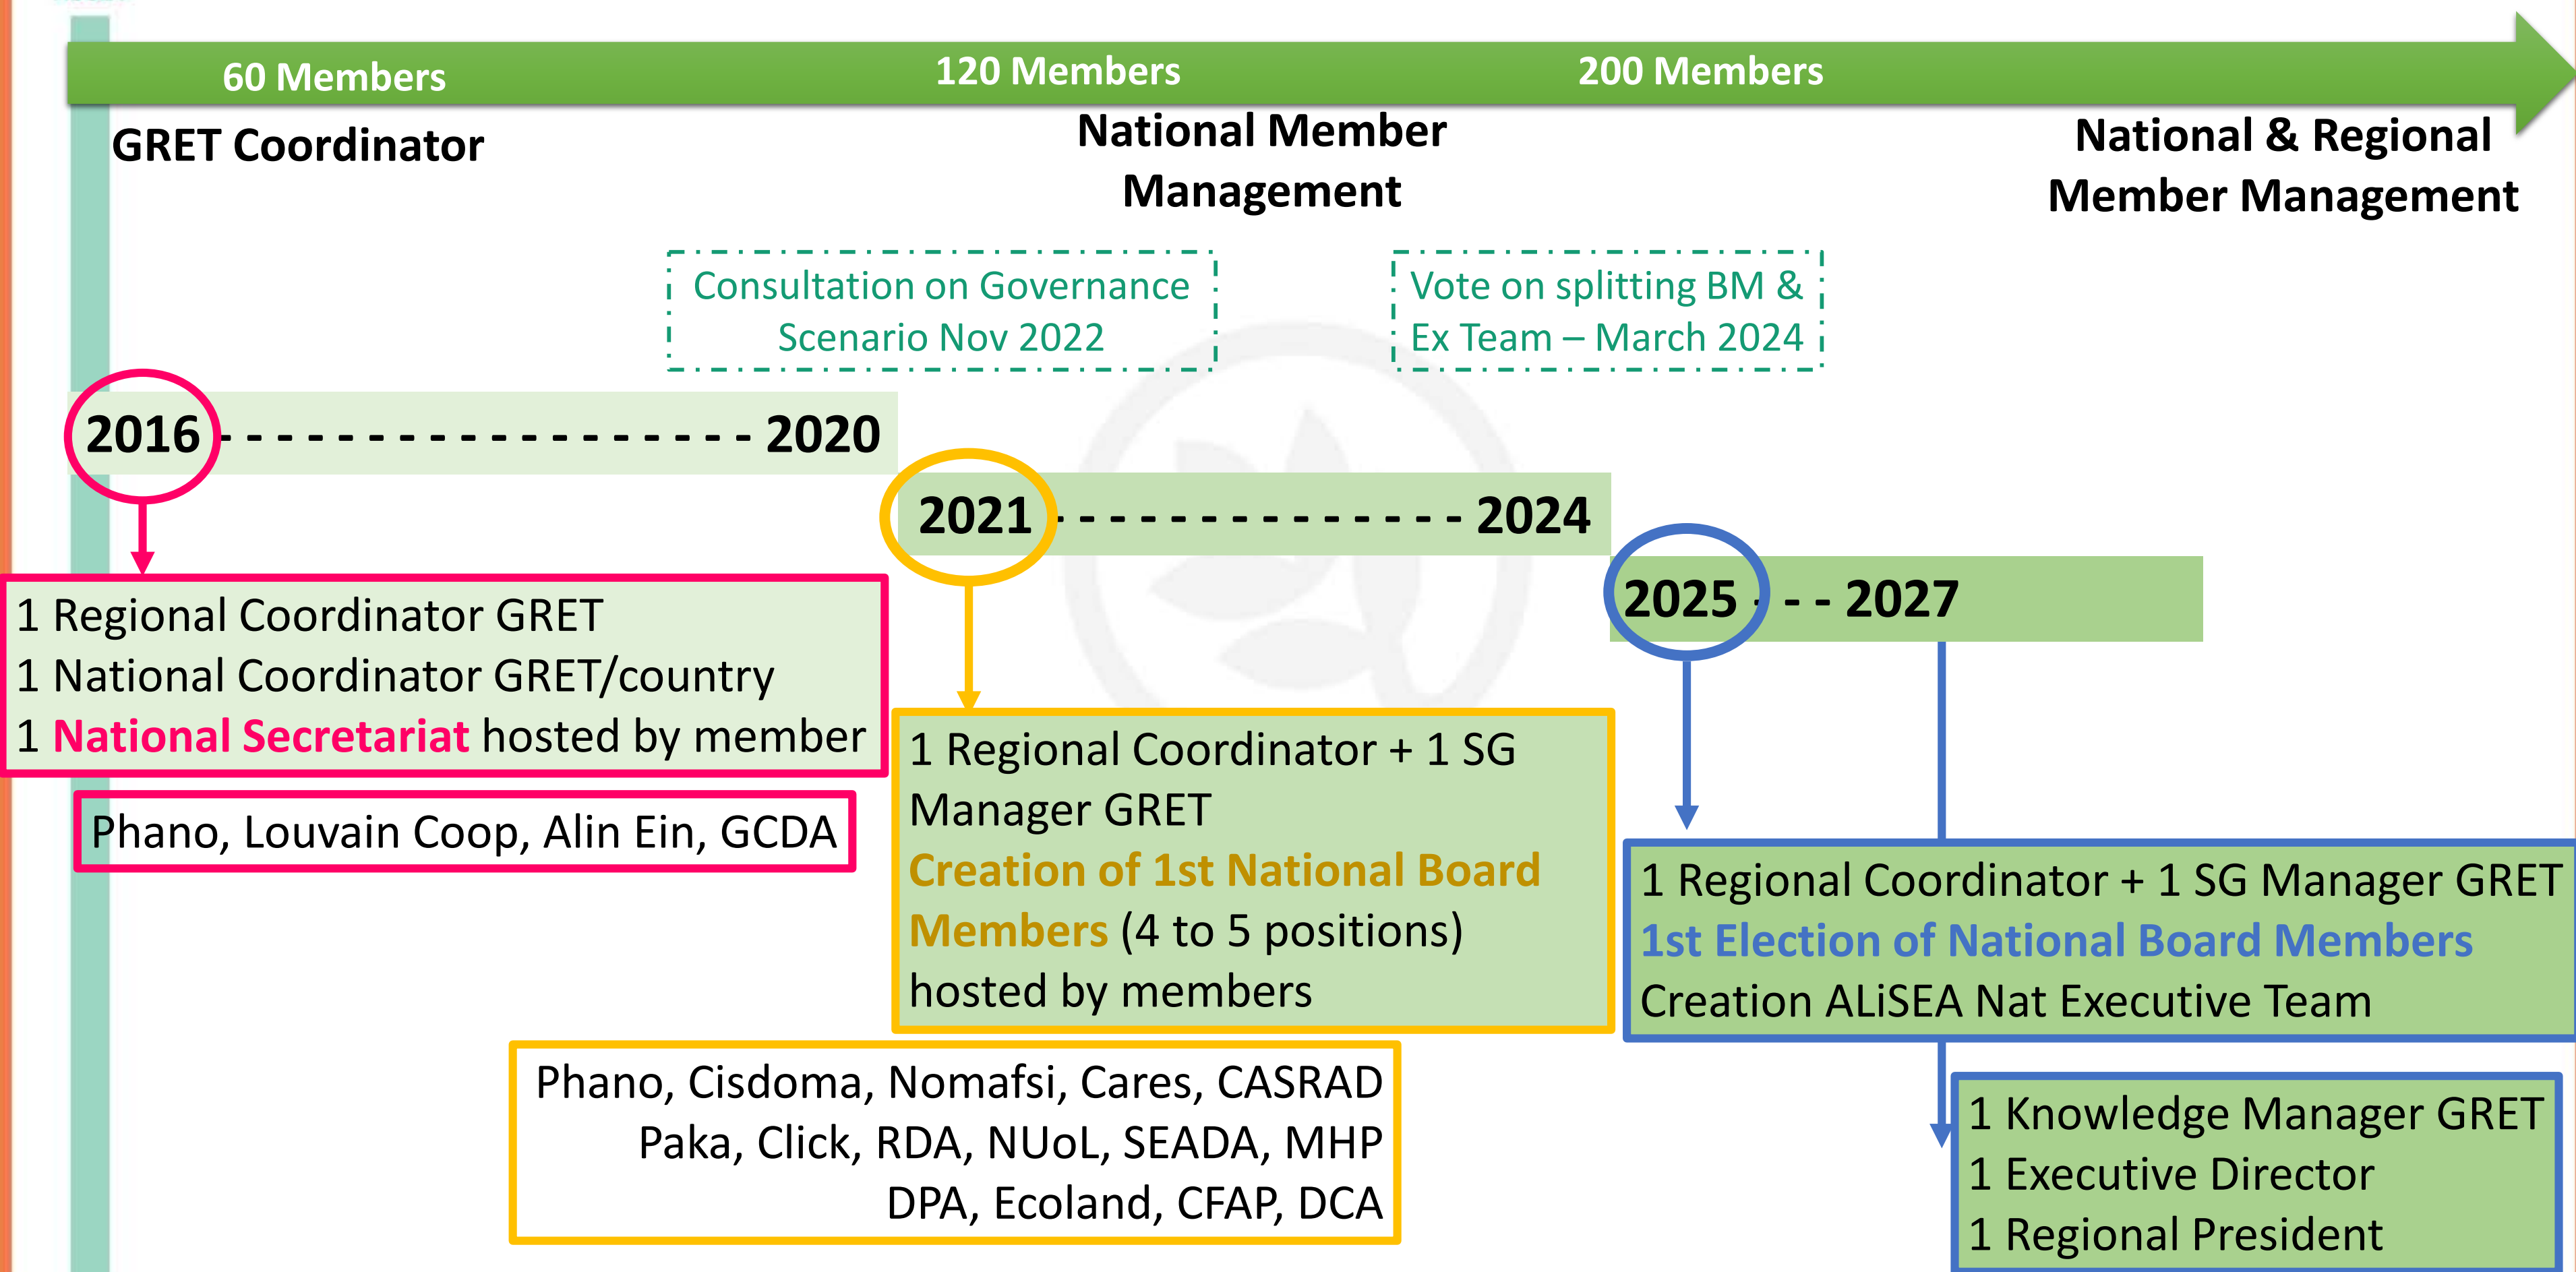 60 Members
120 Members
200 Members
GRET Coordinator
National Member
Management
National & Regional
Member Management
Consultation on Governance
Scenario Nov 2022
Vote on splitting BM &
Ex Team – March 2024
2016 - - - - - - - - - - - - - - - - - - 2020
2021 - - - - - - - - - - - - - - 2024
2025 - - - 2027
1 Regional Coordinator GRET
1 National Coordinator GRET/country
1 National Secretariat hosted by member
Phano, Louvain Coop, Alin Ein, GCDA
1 Regional Coordinator + 1 SG
Manager GRET
Creation of 1st National Board
Members (4 to 5 positions)
hosted by members
Phano, Cisdoma, Nomafsi, Cares, CASRAD
Paka, Click, RDA, NUoL, SEADA, MHP
DPA, Ecoland, CFAP, DCA
1 Regional Coordinator + 1 SG Manager GRET
1st Election of National Board Members
Creation ALiSEA Nat Executive Team
1 Knowledge Manager GRET
1 Executive Director
1 Regional President